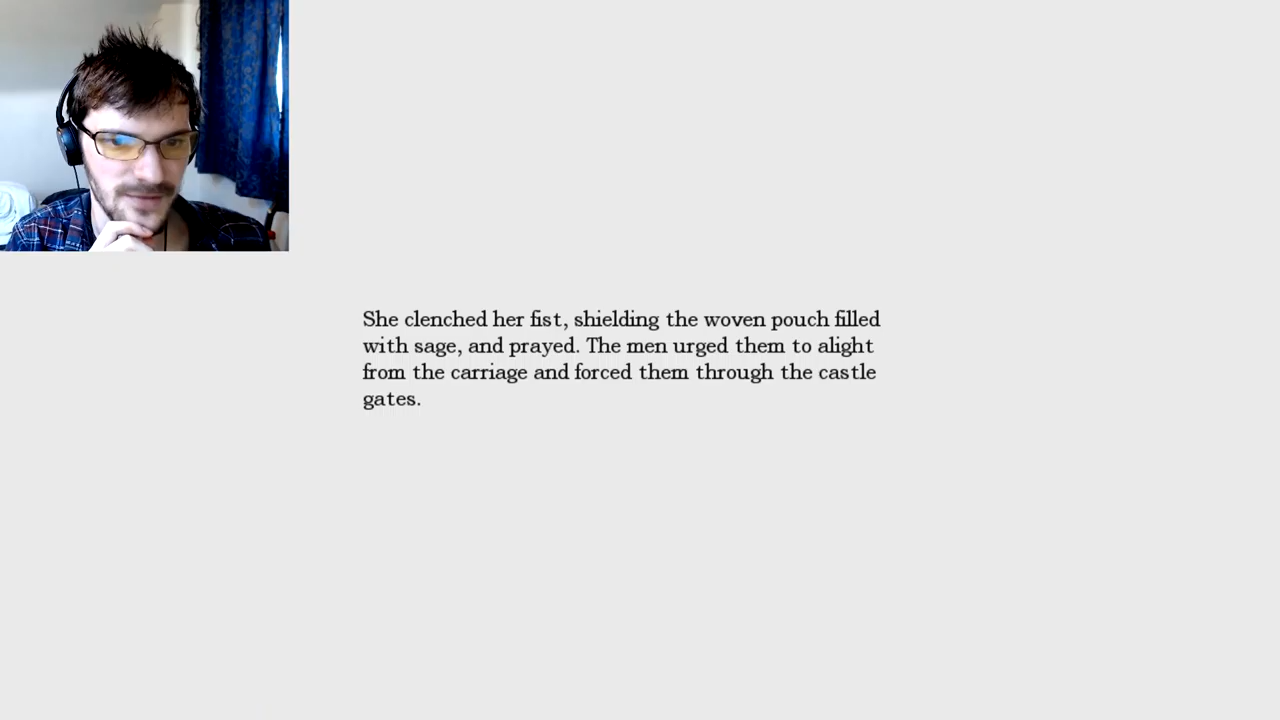 She clenched her fist, shielding the woven pouch filled
with sage, and prayed. The men urged them to alight
from the carriage and forced them through the castle
gates.